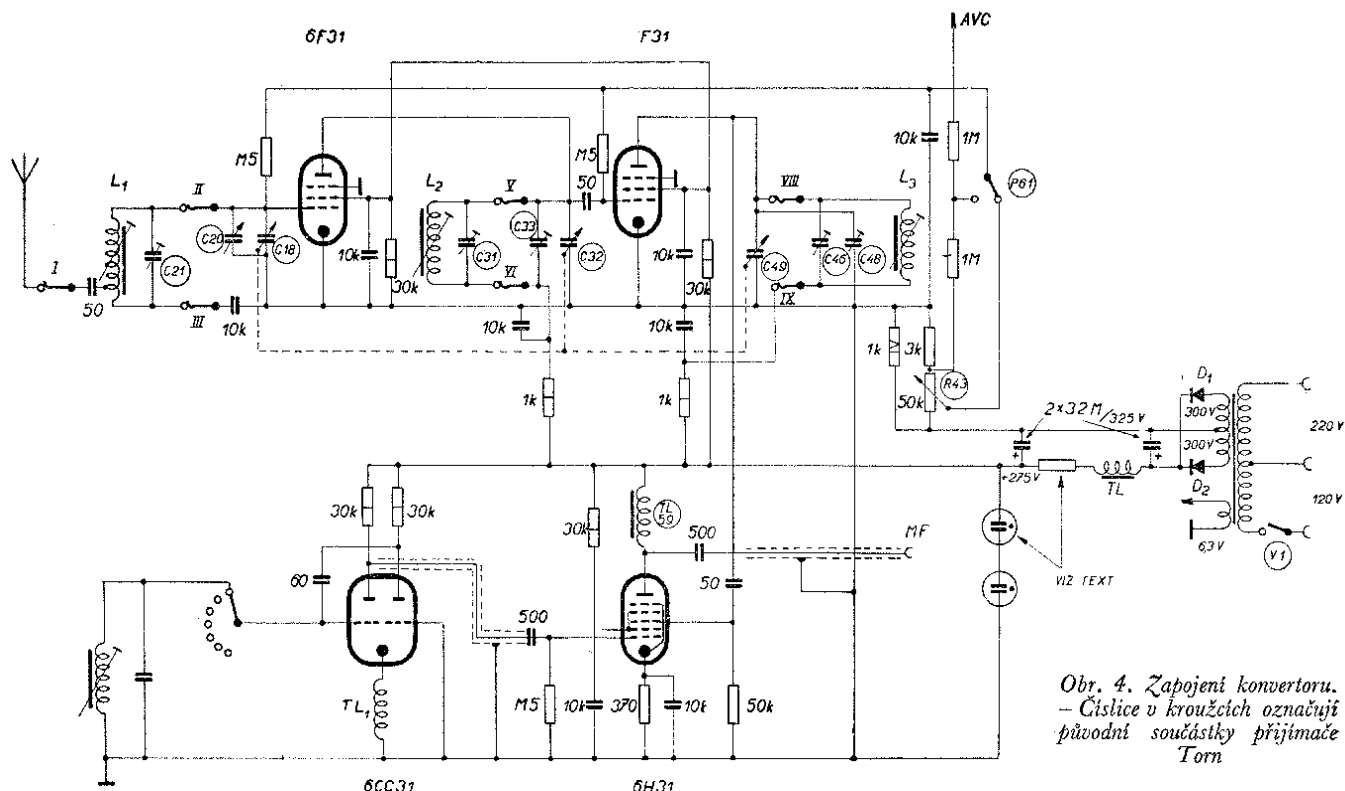 6F31
F31
AVC
M5
M5
50
10k
1M
P61
L1
II
L2
V
VIII
L3
C20
C18
C21
10k
30k
C31
C33
C32
10k
30k
C49
C46
C48
1M
I
50
III
10k
VI
10k
10k
IX
1k
3k
R43
50k
1k
1k
D1
300V
300V
D2
2×32M/325V
+275V
TL
6,3V
220V
120V
V1
30k
30k
30k
TL
59
500
MF
60
500
50
VIZ TEXT
TL1
M5
10k
370
10k
50k
6CC31
6H31
Obr. 4. Zapojení konvertoru.
– Číslice v kroužcích označují
původní součástky přijímače
Torn